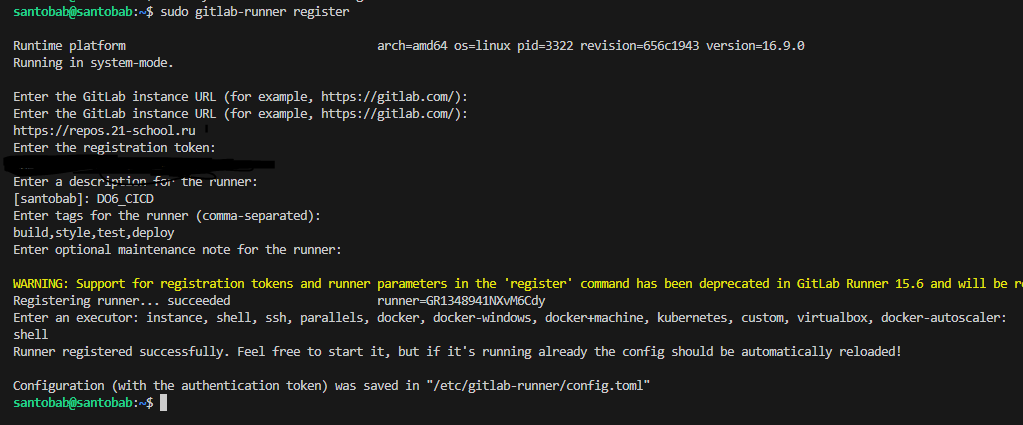 santobab@santobab:~$ sudo gitlab-runner register
Runtime platform arch=amd64 os=linux pid=3322 revision=656c1943 version=16.9.0
Running in system-mode.
Enter the GitLab instance URL (for example, https://gitlab.com/):
Enter the GitLab instance URL (for example, https://gitlab.com/):
https://repos.21-school.ru
Enter the registration token:
Enter a description for the runner:
[santobab]: DO6_CICD
Enter tags for the runner (comma-separated):
build,style,test,deploy
Enter optional maintenance note for the runner:
WARNING: Support for registration tokens and runner parameters in the 'register' command has been deprecated in GitLab Runner 15.6 and will be r
Registering runner... succeeded runner=GR1348941NXvM6Cdy
Enter an executor: instance, shell, ssh, parallels, docker, docker-windows, docker+machine, kubernetes, custom, virtualbox, docker-autoscaler:
shell
Runner registered successfully. Feel free to start it, but if it's running already the config should be automatically reloaded!
Configuration (with the authentication token) was saved in "/etc/gitlab-runner/config.toml"
santobab@santobab:~$